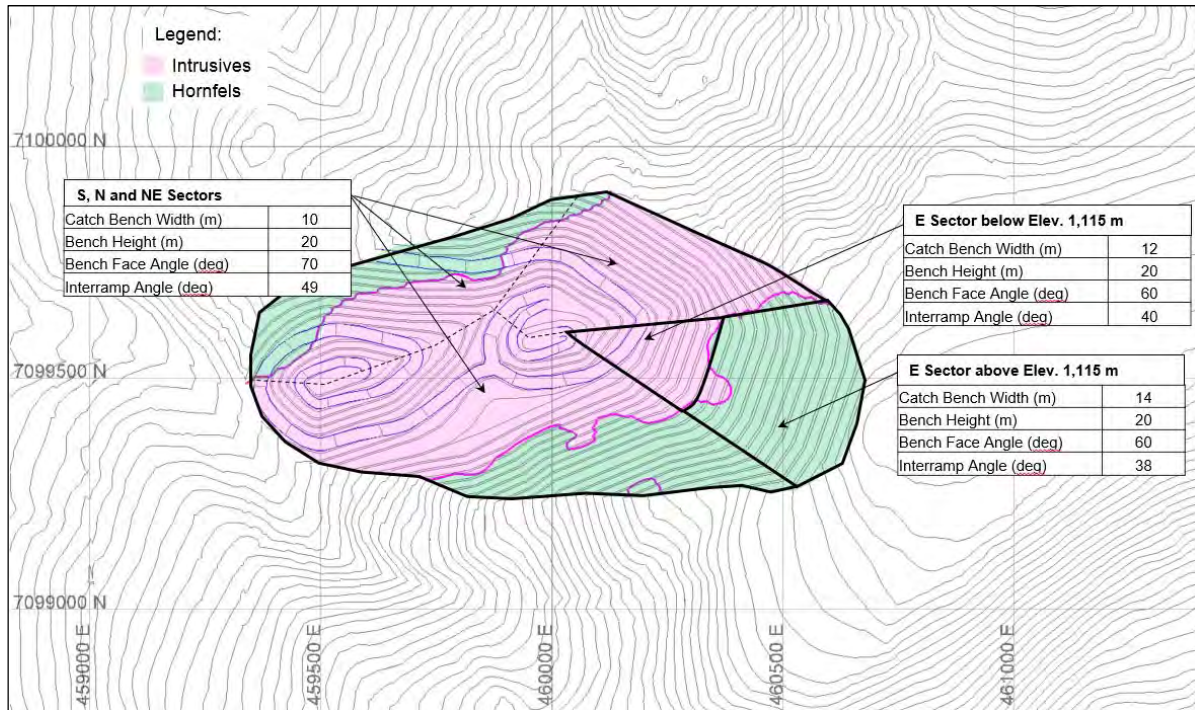 Legend:
Intrusives
Hornfels
7100000 N
S, N and NE Sectors
Catch Bench Width (m) 10
Bench Height (m) 20
Bench Face Angle (deg) 70
Interramp Angle (deg) 49
E Sector below Elev. 1,115 m
Catch Bench Width (m) 12
Bench Height (m) 20
Bench Face Angle (deg) 60
Interramp Angle (deg) 40
7099500 N
E Sector above Elev. 1,115 m
Catch Bench Width (m) 14
Bench Height (m) 20
Bench Face Angle (deg) 60
Interramp Angle (deg) 38
7099000 N
459000 E
459500 E
460000 E
460500 E
461000 E